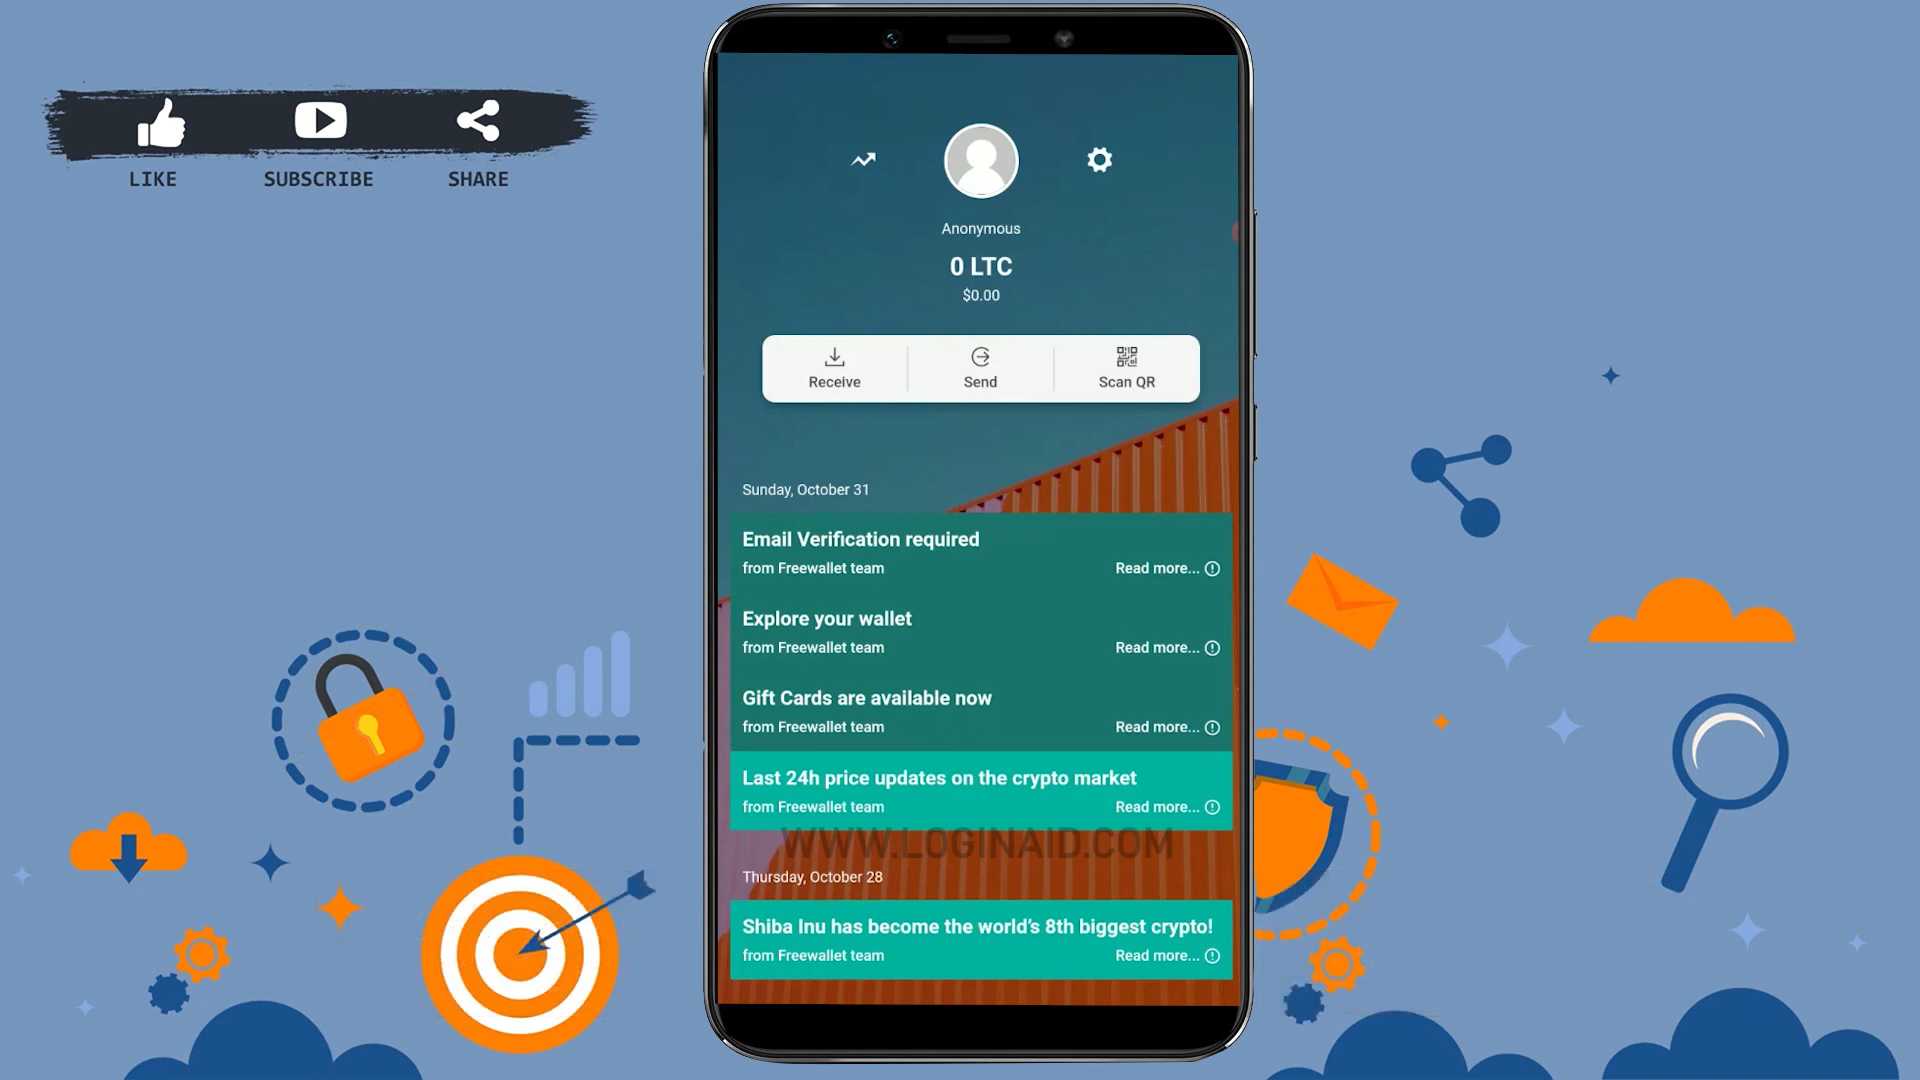 LIKE SUBSCRIBE SHARE
Anonymous
0 LTC
$0.00
Receive Send Scan QR
Sunday, October 31
Email Verification required
from Freewallet team Read more...
Explore your wallet
from Freewallet team Read more...
Gift Cards are available now
from Freewallet team Read more...
Last 24h price updates on the crypto market
from Freewallet team Read more...
WWW.LOGINAID.COM
Thursday, October 28
Shiba Inu has become the world's 8th biggest crypto!
from Freewallet team Read more...